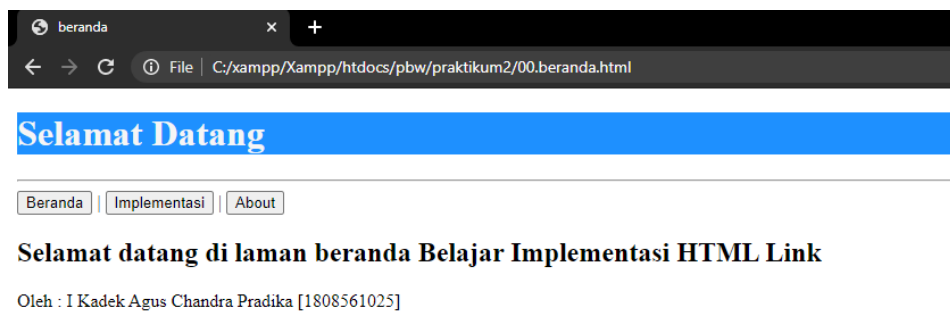 beranda
File | C:/xampp/Xampp/htdocs/pbw/praktikum2/00.beranda.html
Selamat Datang
Beranda | Implementasi | About
Selamat datang di laman beranda Belajar Implementasi HTML Link
Oleh : I Kadek Agus Chandra Pradika [1808561025]